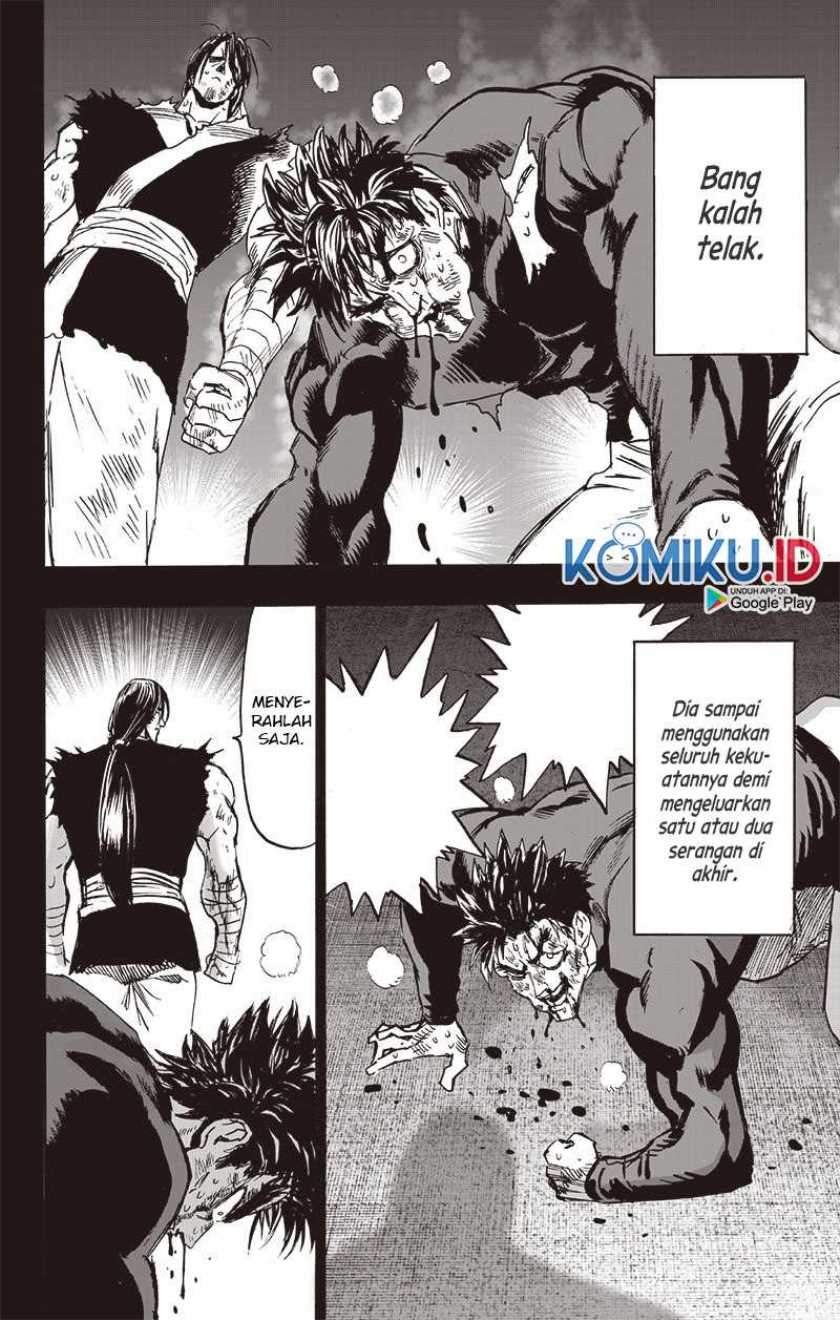 Bang
kalah
telak.
KOMIKU.ID
UNDUH APP DI:
Google Play
Dia sampai
menggunakan
seluruh keku-
atannya demi
mengeluarkan
satu atau dua
serangan di
akhir.
MENYE-
RAHLAH
SAJA.